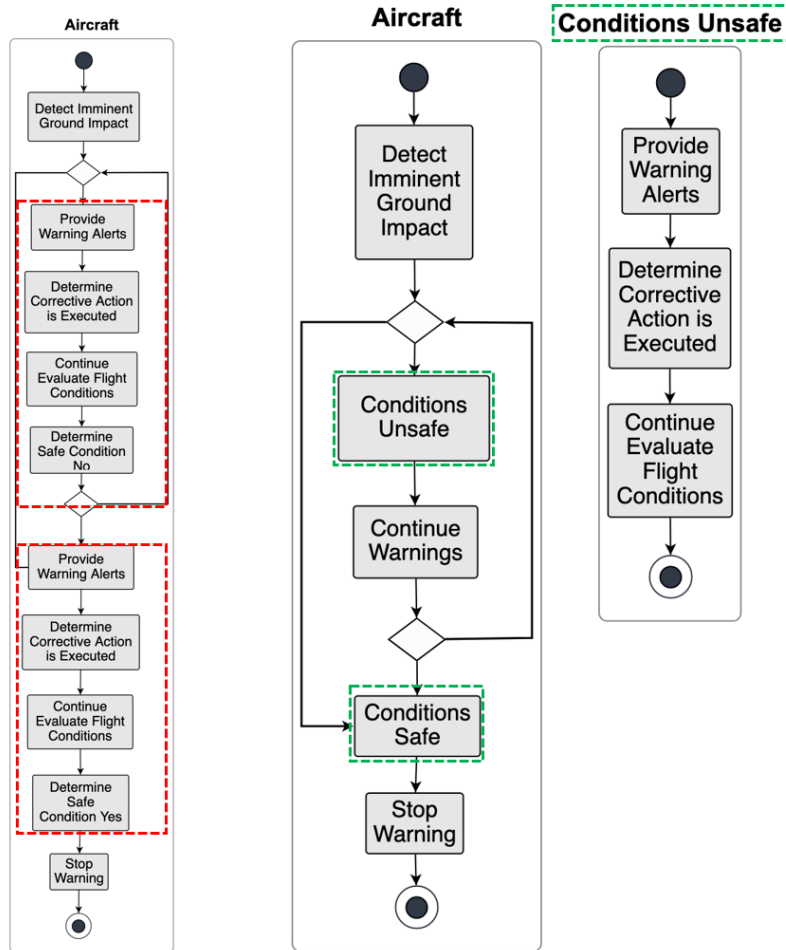 Aircraft
Detect Imminent
Ground Impact
Provide
Warning Alerts
Determine
Corrective Action
is Executed
Continue
Evaluate Flight
Conditions
Determine
Safe Condition
No
Provide
Warning Alerts
Determine
Corrective Action
is Executed
Continue
Evaluate Flight
Conditions
Determine
Safe
Condition Yes
Stop
Warning
Aircraft
Detect
Imminent
Ground
Impact
Conditions
Unsafe
Continue
Warnings
Conditions
Safe
Stop
Warning
Conditions Unsafe
Provide
Warning
Alerts
Determine
Corrective
Action is
Executed
Continue
Evaluate
Flight
Conditions